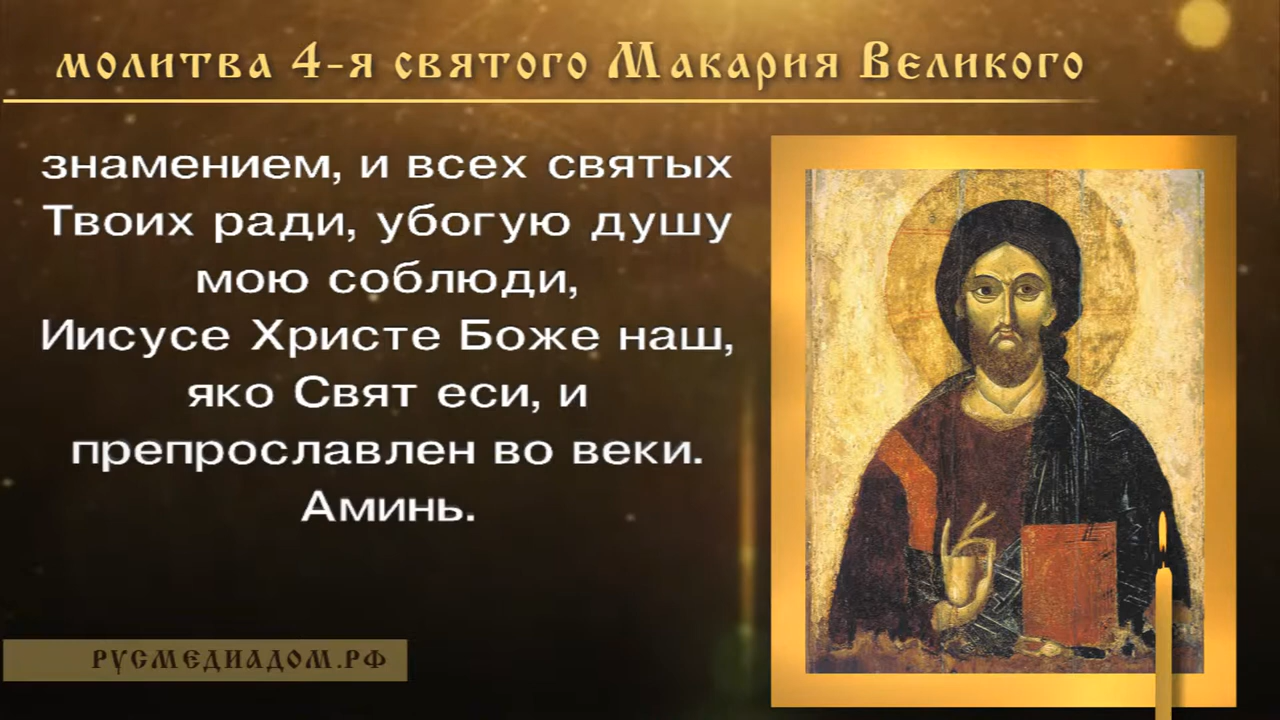 молитва 4-я святого Макария Великого
знамением, и всех святых
Твоих ради, убогую душу
мою соблюди,
Иисусе Христе Боже наш,
яко Свят еси, и
препрославлен во веки.
Аминь.
РУСМЕДИАДОМ.РФ